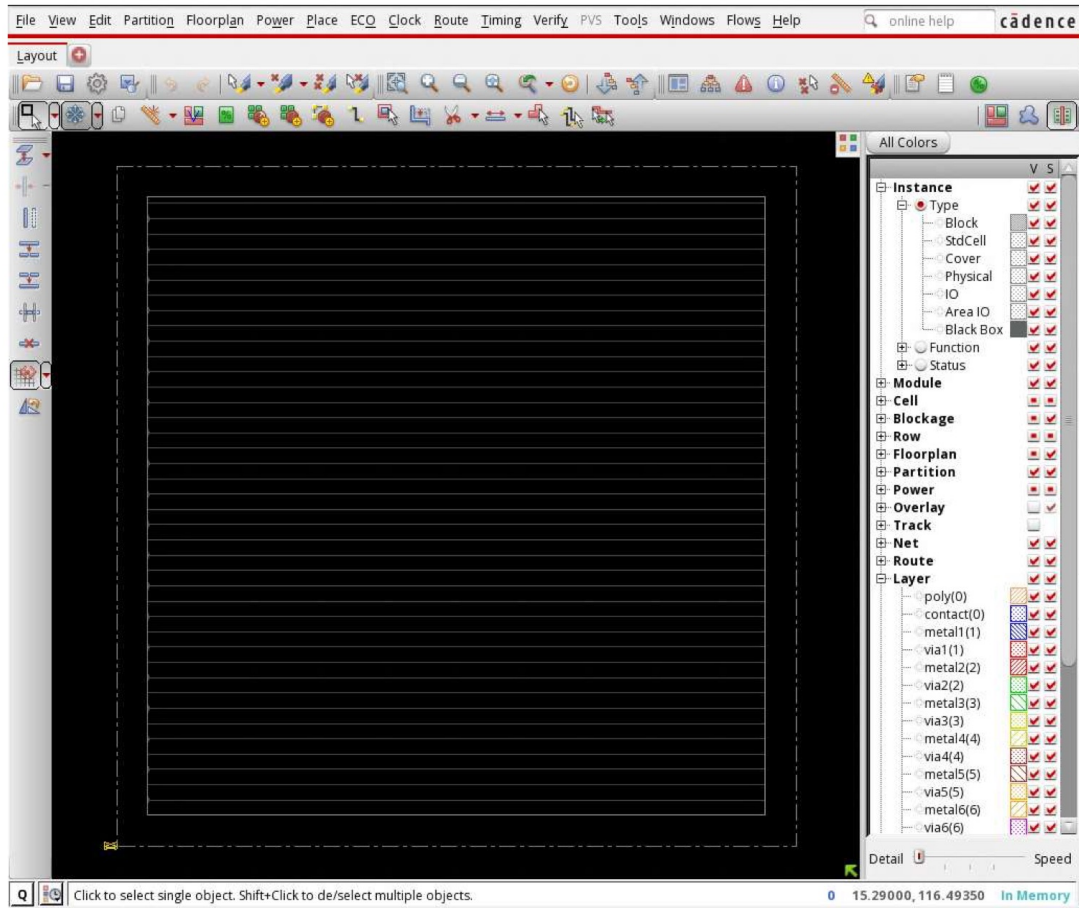 File View Edit Partition Floorplan Power Place ECO Clock Route Timing Verify PVS Tools Windows Flows Help online help cādence
Layout
All Colors
V S
Instance
Type
Block
StdCell
Cover
Physical
IO
Area IO
Black Box
Function
Status
Module
Cell
Blockage
Row
Floorplan
Partition
Power
Overlay
Track
Net
Route
Layer
poly(0)
contact(0)
metal1(1)
via1(1)
metal2(2)
via2(2)
metal3(3)
via3(3)
metal4(4)
via4(4)
metal5(5)
via5(5)
metal6(6)
via6(6)
Detail Speed
Q Click to select single object. Shift+Click to de/select multiple objects. 0 15.29000, 116.49350 In Memory